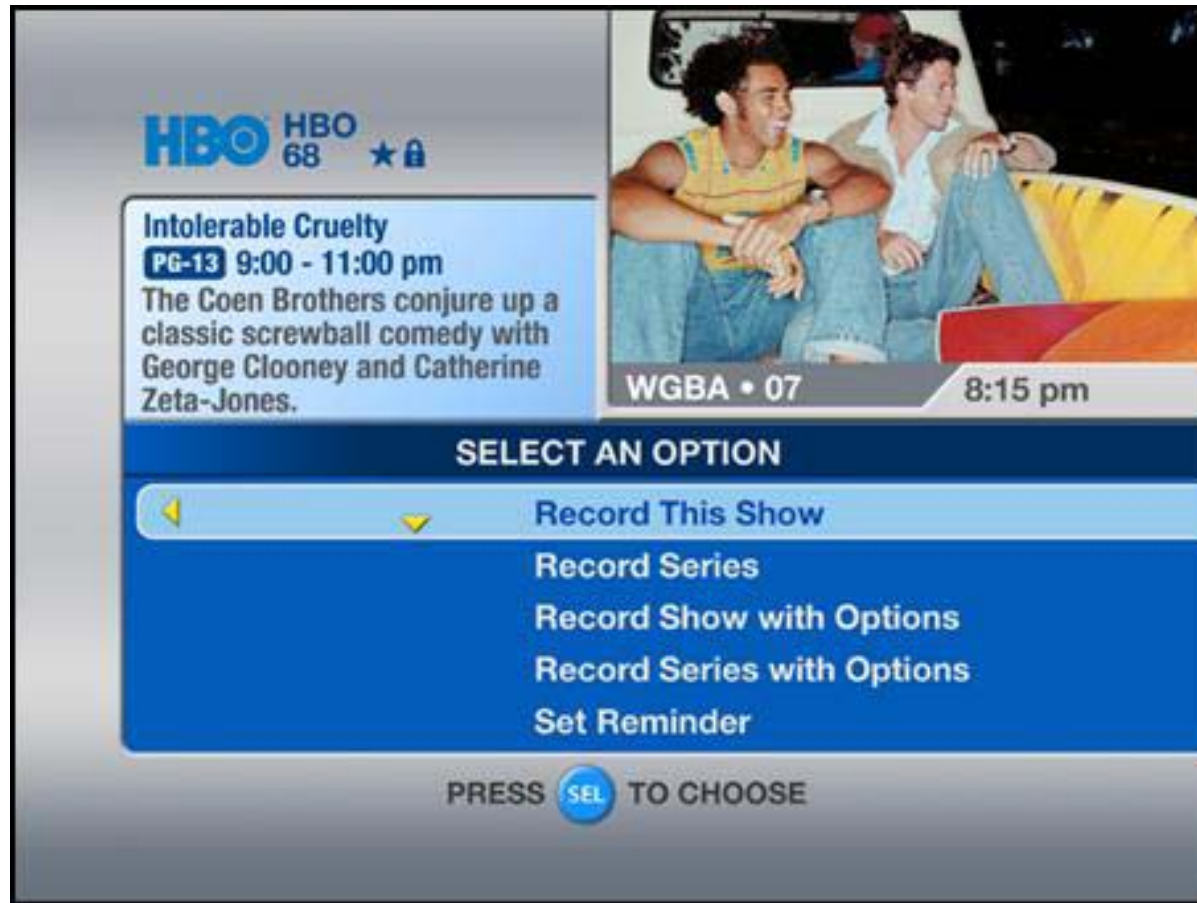 HBO HBO
68
Intolerable Cruelty
PG-13 9:00 - 11:00 pm
The Coen Brothers conjure up a
classic screwball comedy with
George Clooney and Catherine
Zeta-Jones.
WGBA • 07 8:15 pm
SELECT AN OPTION
Record This Show
Record Series
Record Show with Options
Record Series with Options
Set Reminder
PRESS SEL TO CHOOSE